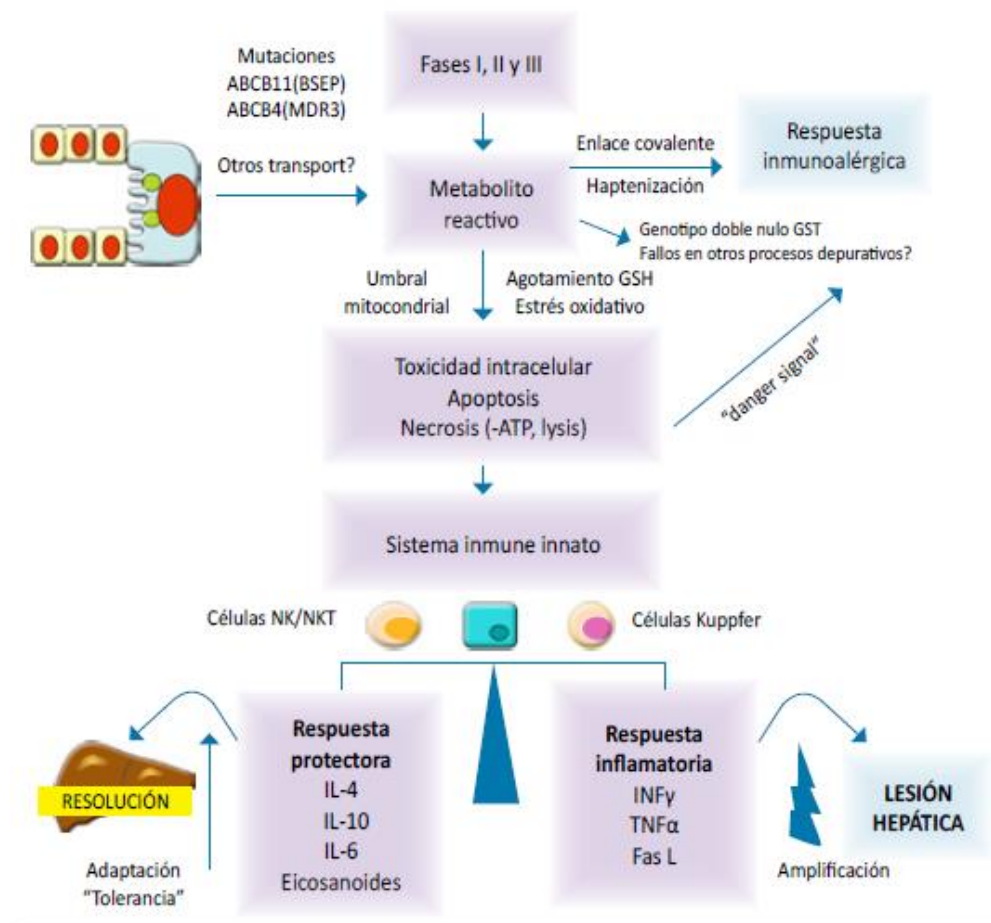 Mutaciones
ABCB11(BSEP)
ABCB4(MDR3)
Fases I, II y III
Otros transport?
Metabolito
reactivo
Enlace covalente
Haptenización
Respuesta
inmunoalérgica
Genotipo doble nulo GST
Fallos en otros procesos depurativos?
Umbral
mitocondrial
Agotamiento GSH
Estrés oxidativo
Toxicidad intracelular
Apoptosis
Necrosis (-ATP, lysis)
“danger signal”
Sistema inmune innato
Células NK/NKT
Células Kuppfer
Respuesta
protectora
IL-4
IL-10
IL-6
Eicosanoides
Respuesta
inflamatoria
INFγ
TNFα
Fas L
RESOLUCIÓN
Adaptación
“Tolerancia”
Amplificación
LESIÓN
HEPÁTICA